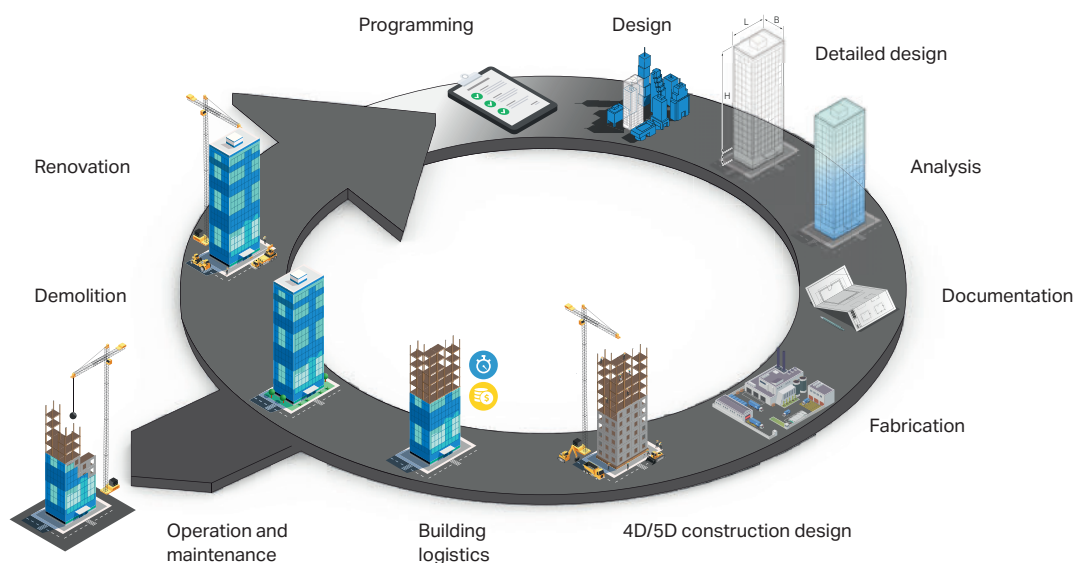 Programming
Design
L
B
Detailed design
H
Renovation
Analysis
Demolition
Documentation
$
Fabrication
Operation and
maintenance
Building
logistics
4D/5D construction design